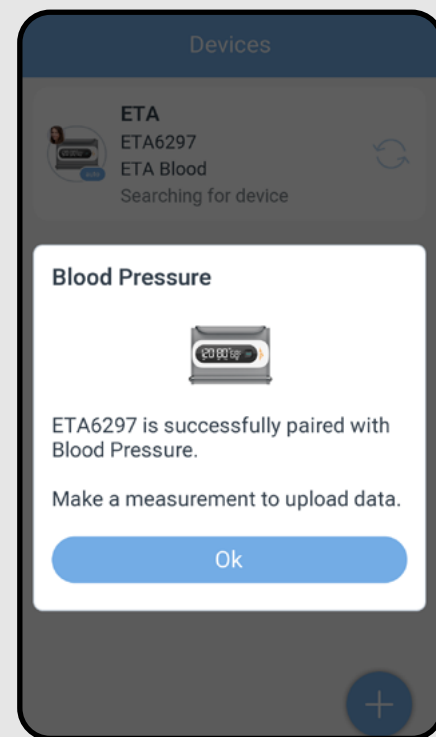 Devices
ETA
ETA6297
ETA Blood
Searching for device
Blood Pressure
ETA6297 is successfully paired with
Blood Pressure.
Make a measurement to upload data.
Ok